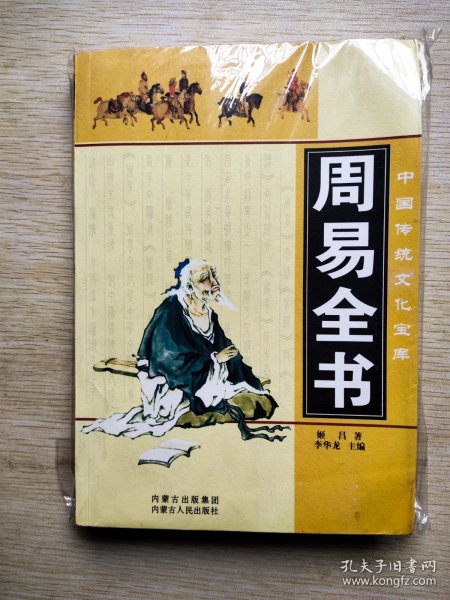 周易全书
中国传统文化宝库
姬昌 著
李华龙 主编
内蒙古出版集团
内蒙古人民出版社
孔夫子旧书网
www.kongfz.com